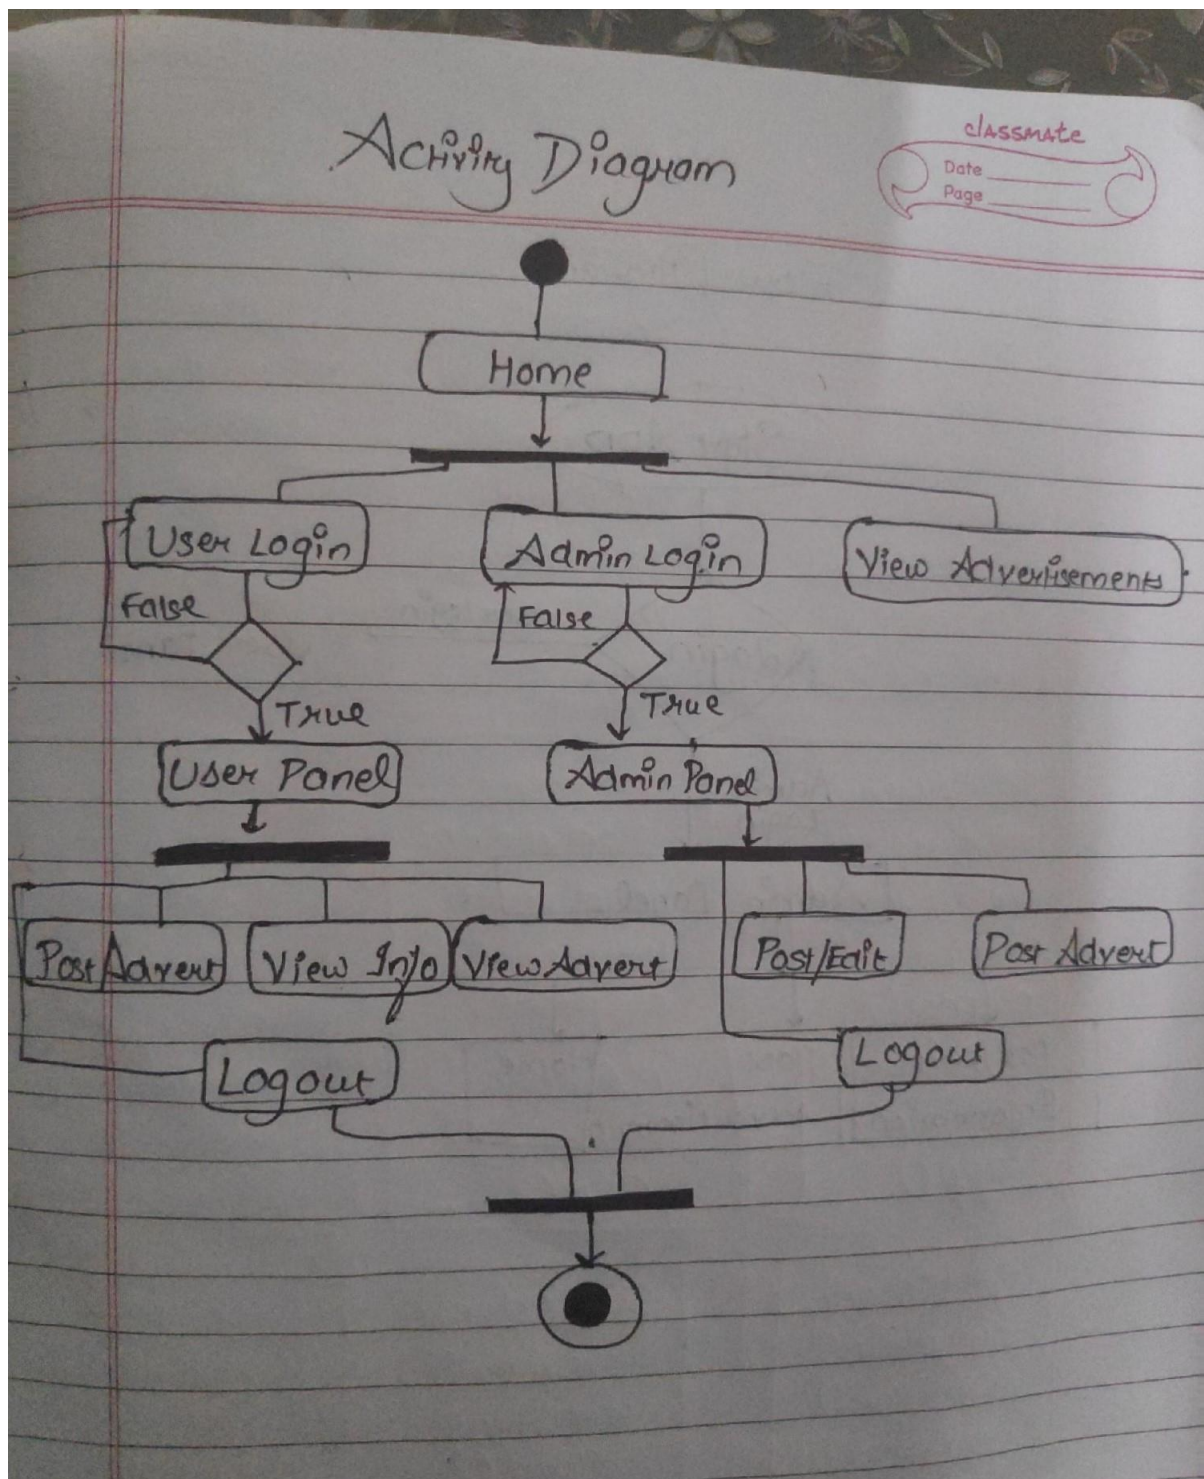 Activity Diagram
classmate
Date
Page
Home
User Login
Admin Login
View Advertisements
False
False
True
True
User Panel
Admin Panel
Post Advert
View Info
View Advert
Post/Edit
Post Advert
Logout
Logout